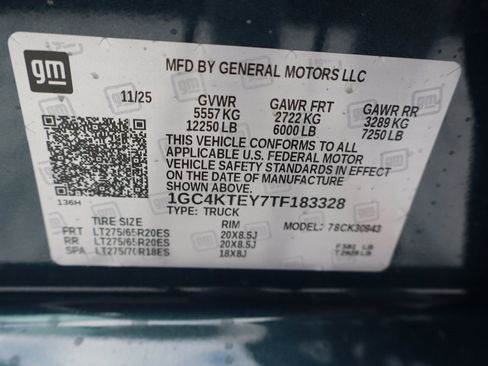 gm
MFD BY GENERAL MOTORS LLC
11/25 GVWR GAWR FRT GAWR RR
5557 KG 2722 KG 3289 KG
12250 LB 6000 LB 7250 LB
THIS VEHICLE CONFORMS TO ALL
APPLICABLE U.S. FEDERAL MOTOR
VEHICLE SAFETY STANDARDS IN EFFECT
ON THE DATE OF MANUFACTURE
SHOWN ABOVE.
136H 1GC4KTEY7TF183328
TYPE: TRUCK
TIRE SIZE RIM MODEL:
FRT LT275/65R20ES 20X8.5J
RR LT275/65R20ES 20X8.5J
SPA LT275/70R18ES 18X8J